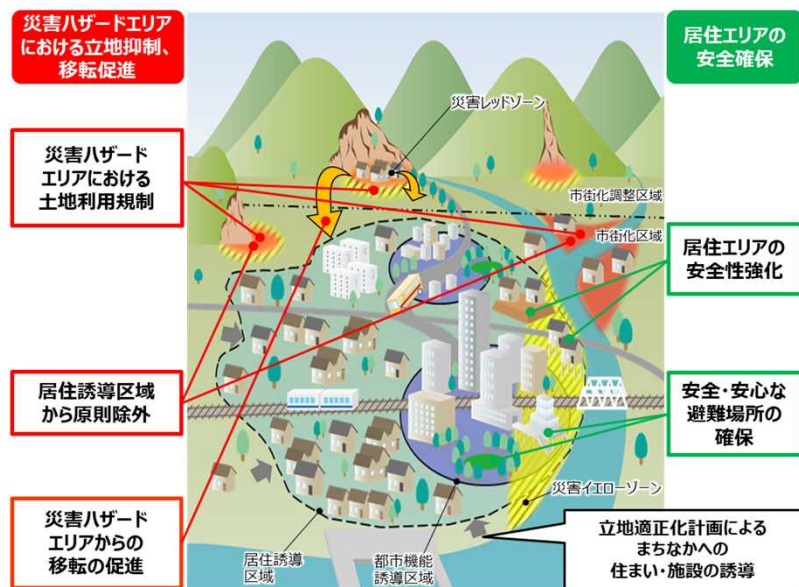 災害ハザードエリア
における立地抑制、
移転促進
居住エリアの
安全確保
災害レッドゾーン
災害ハザード
エリアにおける
土地利用規制
市街化調整区域
市街化区域
居住エリアの
安全性強化
居住誘導区域
から原則除外
安全・安心な
避難場所の
確保
災害ハザード
エリアからの
移転の促進
災害イエローゾーン
居住誘導
区域
都市機能
誘導区域
立地適正化計画による
まちなかへの
住まい・施設の誘導